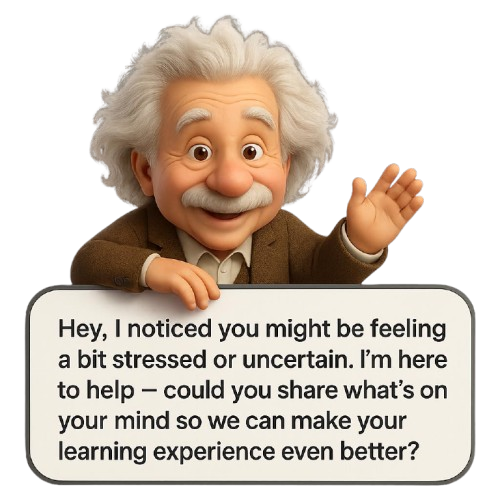 Hey, I noticed you might be feeling
a bit stressed or uncertain. I'm here
to help – could you share what's on
your mind so we can make your
learning experience even better?